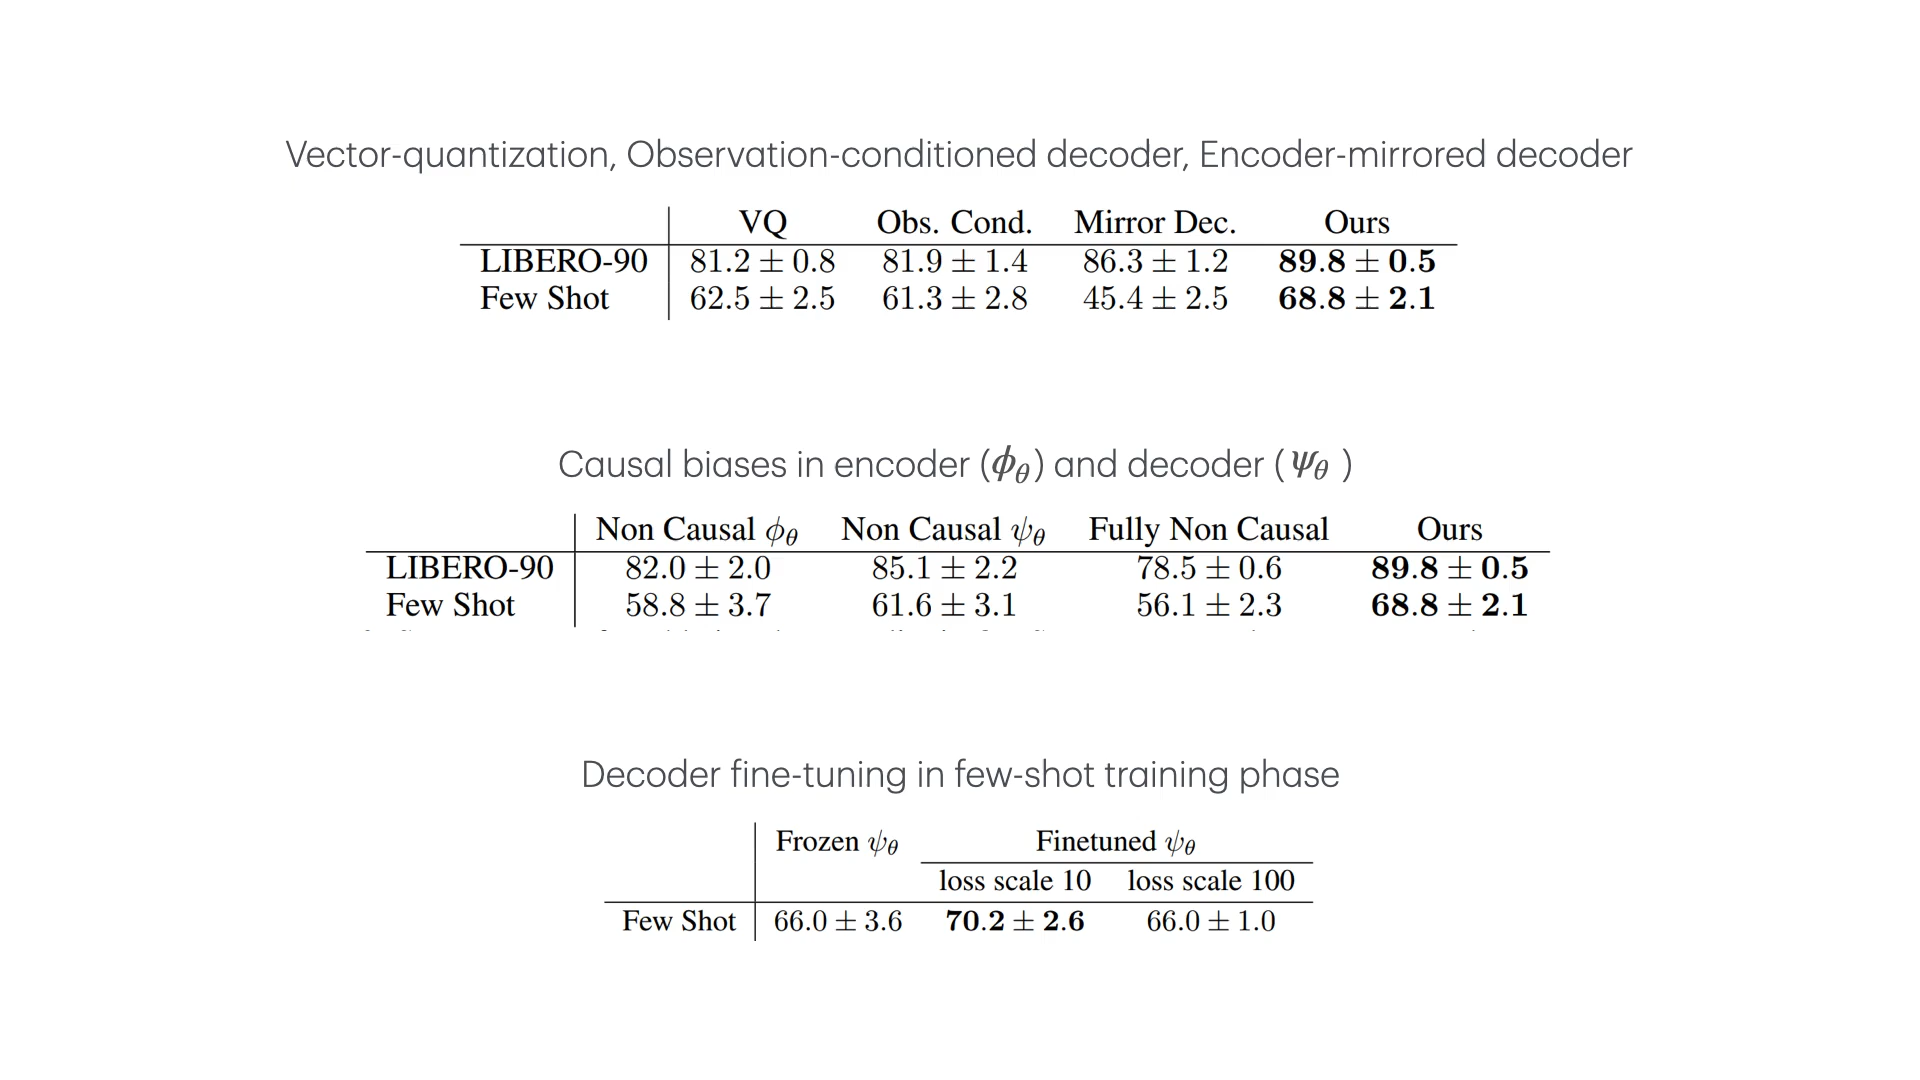 Vector-quantization, Observation-conditioned decoder, Encoder-mirrored decoder
VQ Obs. Cond. Mirror Dec. Ours
LIBERO-90 81.2 ± 0.8 81.9 ± 1.4 86.3 ± 1.2 89.8 ± 0.5
Few Shot 62.5 ± 2.5 61.3 ± 2.8 45.4 ± 2.5 68.8 ± 2.1
Causal biases in encoder (ϕθ) and decoder (ψθ )
Non Causal ϕθ Non Causal ψθ Fully Non Causal Ours
LIBERO-90 82.0 ± 2.0 85.1 ± 2.2 78.5 ± 0.6 89.8 ± 0.5
Few Shot 58.8 ± 3.7 61.6 ± 3.1 56.1 ± 2.3 68.8 ± 2.1
Decoder fine-tuning in few-shot training phase
Frozen ψθ Finetuned ψθ
loss scale 10 loss scale 100
Few Shot 66.0 ± 3.6 70.2 ± 2.6 66.0 ± 1.0